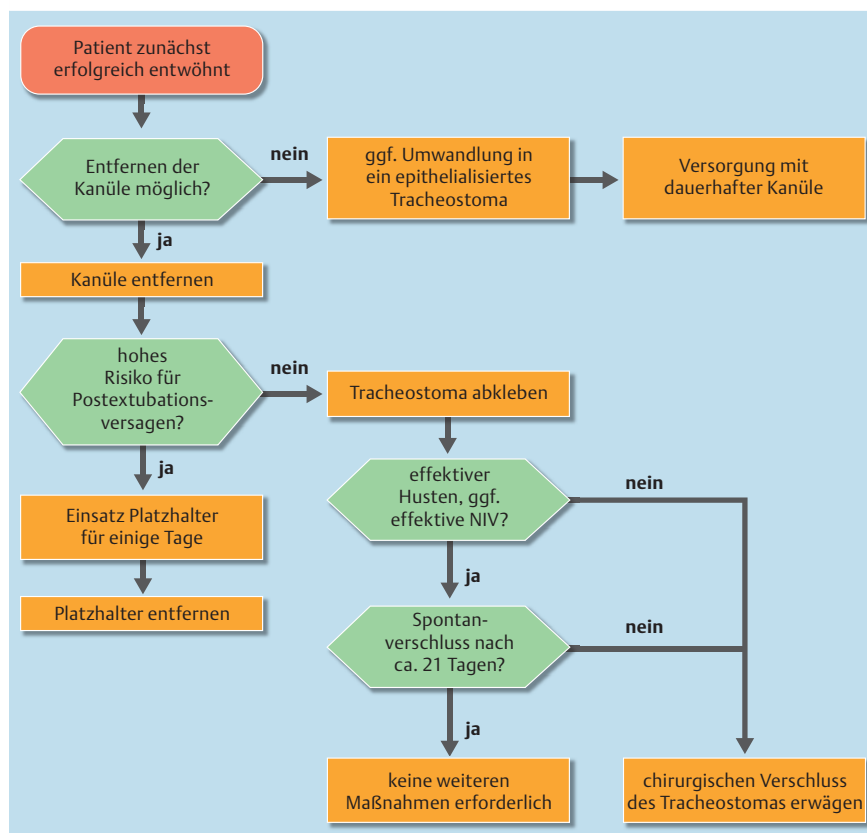 Patient zunächst
erfolgreich entwöhnt
Entfernen der
Kanüle möglich?
nein
ggf. Umwandlung in
ein epithelialisiertes
Tracheostoma
Versorgung mit
dauerhafter Kanüle
ja
Kanüle entfernen
hohes
Risiko für
Postextubations-
versagen?
nein
Tracheostoma abkleben
ja
Einsatz Platzhalter
für einige Tage
Platzhalter entfernen
effektiver
Husten, ggf.
effektive NIV?
nein
ja
Spontan-
verschluss nach
ca. 21 Tagen?
nein
ja
keine weiteren
Maßnahmen erforderlich
chirurgischen Verschluss
des Tracheostomas erwägen